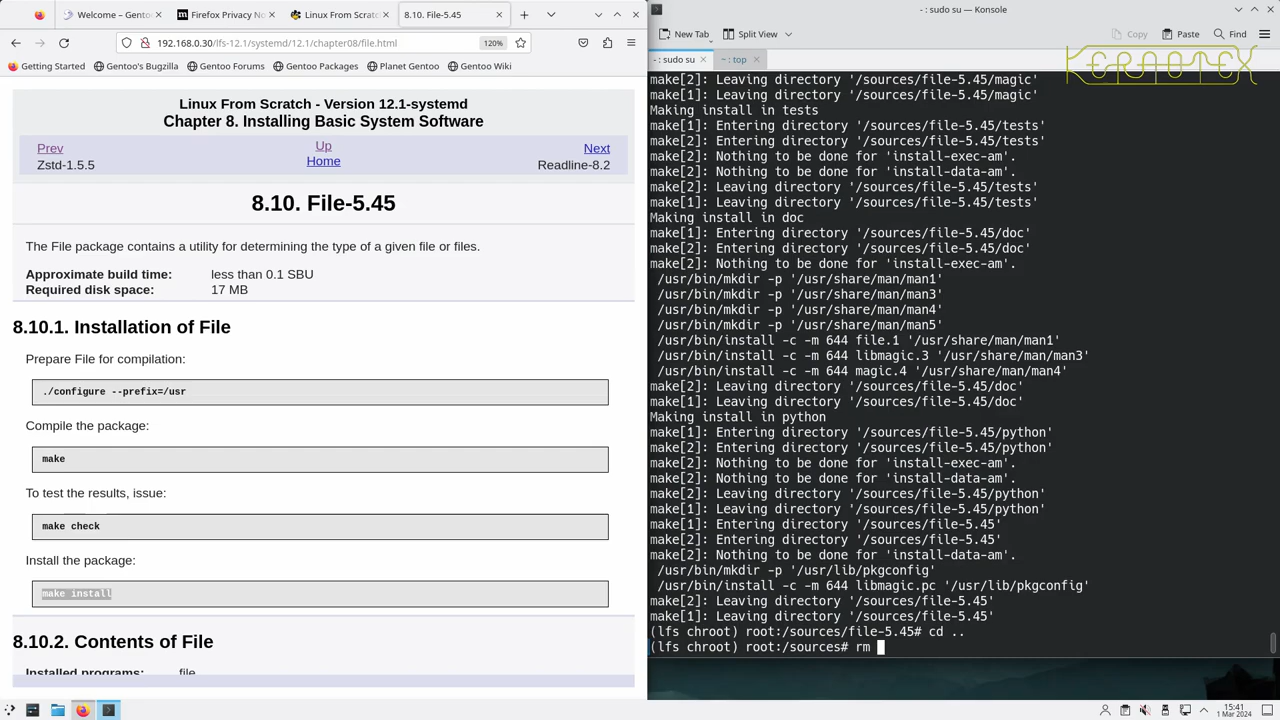 Welcome – Gento
Firefox Privacy No
Linux From Scratc
8.10. File-5.45
192.168.0.30/lfs-12.1/systemd/12.1/chapter08/file.html
120%
Getting Started
Gentoo's Bugzilla
Gentoo Forums
Gentoo Packages
Planet Gentoo
Gentoo Wiki
Linux From Scratch - Version 12.1-systemd
Chapter 8. Installing Basic System Software
Prev
Up
Next
Zstd-1.5.5
Home
Readline-8.2
8.10. File-5.45
The File package contains a utility for determining the type of a given file or files.
Approximate build time: less than 0.1 SBU
Required disk space: 17 MB
8.10.1. Installation of File
Prepare File for compilation:
./configure --prefix=/usr
Compile the package:
make
To test the results, issue:
make check
Install the package:
make install
8.10.2. Contents of File
Installed programs: file
- : sudo su — Konsole
New Tab
Split View
Copy
Paste
Find
- : sudo su
~ : top
KERNOTEX
make[2]: Leaving directory '/sources/file-5.45/magic'
make[1]: Leaving directory '/sources/file-5.45/magic'
Making install in tests
make[1]: Entering directory '/sources/file-5.45/tests'
make[2]: Entering directory '/sources/file-5.45/tests'
make[2]: Nothing to be done for 'install-exec-am'.
make[2]: Nothing to be done for 'install-data-am'.
make[2]: Leaving directory '/sources/file-5.45/tests'
make[1]: Leaving directory '/sources/file-5.45/tests'
Making install in doc
make[1]: Entering directory '/sources/file-5.45/doc'
make[2]: Entering directory '/sources/file-5.45/doc'
make[2]: Nothing to be done for 'install-exec-am'.
/usr/bin/mkdir -p '/usr/share/man/man1'
/usr/bin/mkdir -p '/usr/share/man/man3'
/usr/bin/mkdir -p '/usr/share/man/man4'
/usr/bin/mkdir -p '/usr/share/man/man5'
/usr/bin/install -c -m 644 file.1 '/usr/share/man/man1'
/usr/bin/install -c -m 644 libmagic.3 '/usr/share/man/man3'
/usr/bin/install -c -m 644 magic.4 '/usr/share/man/man4'
make[2]: Leaving directory '/sources/file-5.45/doc'
make[1]: Leaving directory '/sources/file-5.45/doc'
Making install in python
make[1]: Entering directory '/sources/file-5.45/python'
make[2]: Entering directory '/sources/file-5.45/python'
make[2]: Nothing to be done for 'install-exec-am'.
make[2]: Nothing to be done for 'install-data-am'.
make[2]: Leaving directory '/sources/file-5.45/python'
make[1]: Leaving directory '/sources/file-5.45/python'
make[1]: Entering directory '/sources/file-5.45'
make[2]: Entering directory '/sources/file-5.45'
make[2]: Nothing to be done for 'install-data-am'.
/usr/bin/mkdir -p '/usr/lib/pkgconfig'
/usr/bin/install -c -m 644 libmagic.pc '/usr/lib/pkgconfig'
make[2]: Leaving directory '/sources/file-5.45'
make[1]: Leaving directory '/sources/file-5.45'
(lfs chroot) root:/sources/file-5.45# cd ..
(lfs chroot) root:/sources# rm
15:41
1 Mar 2024